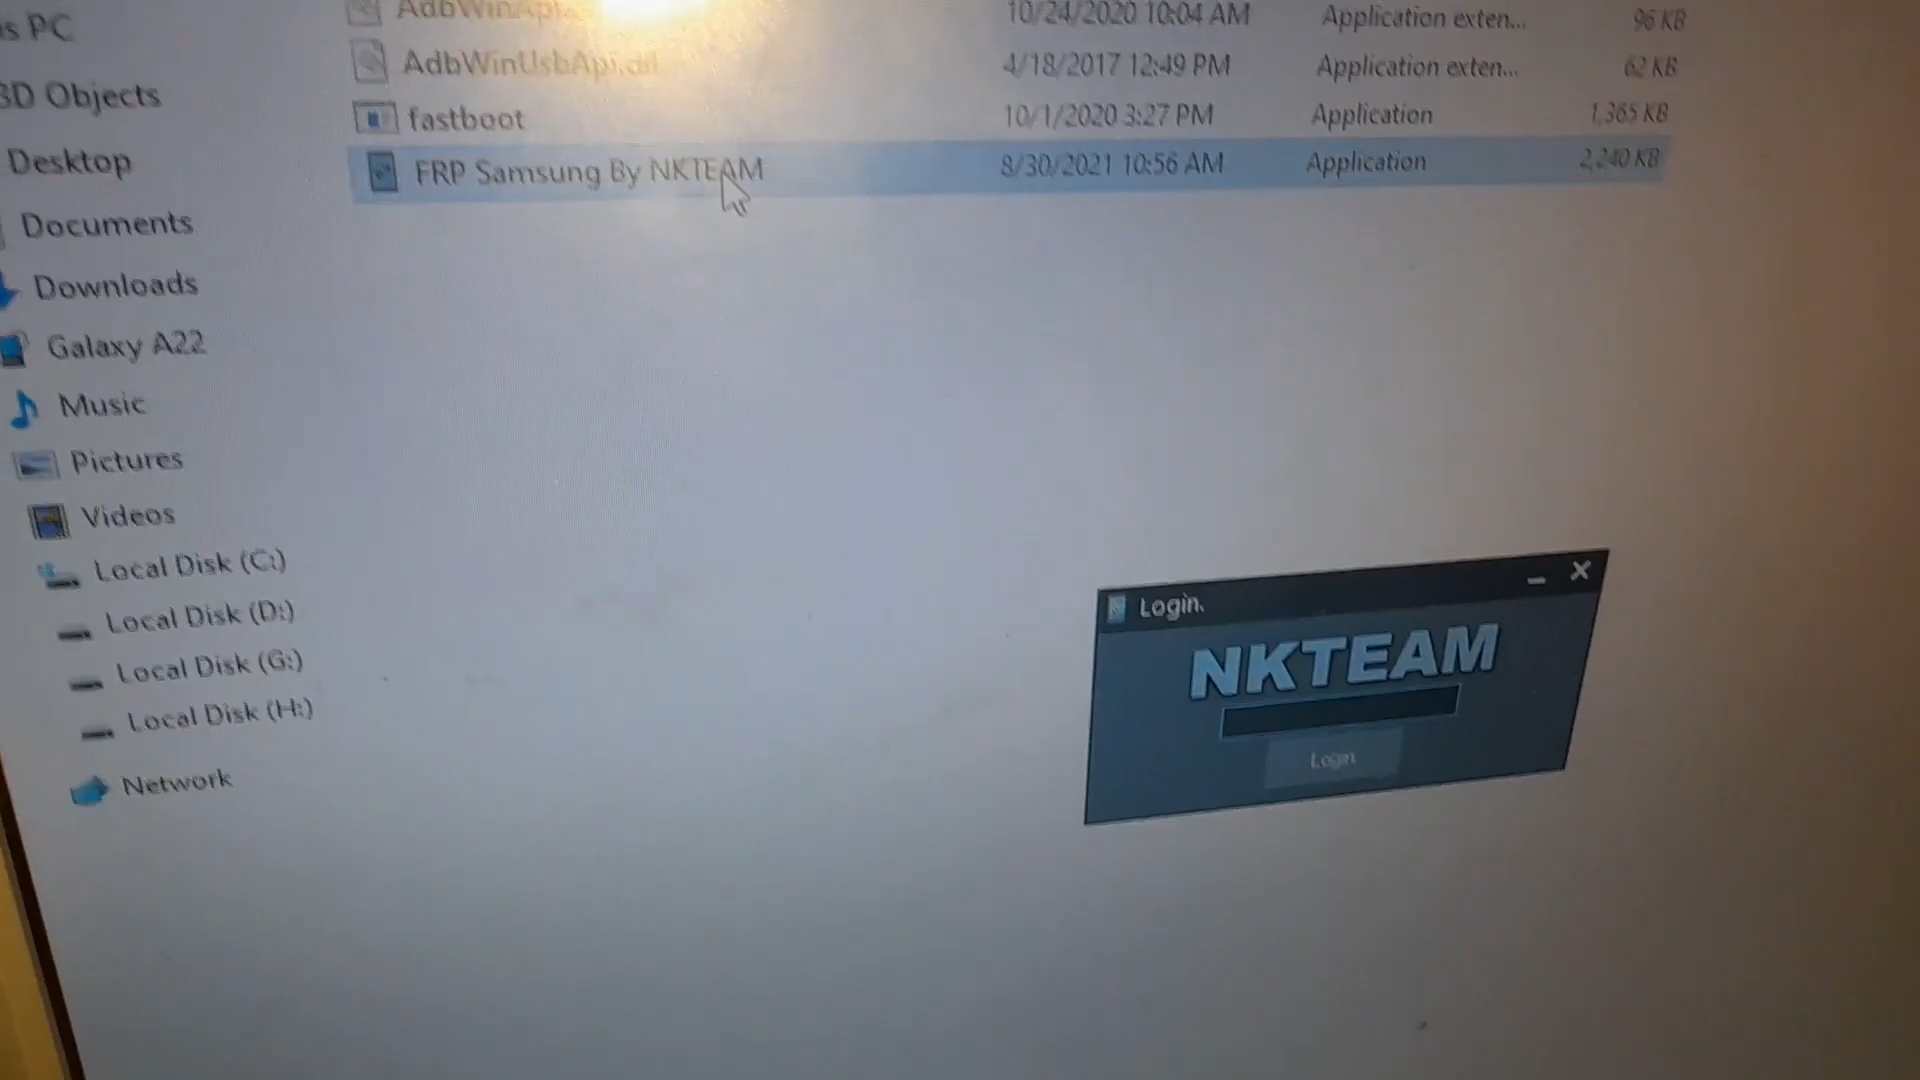 s PC
3D Objects
Desktop
Documents
Downloads
Galaxy A22
Music
Pictures
Videos
Local Disk (C:)
Local Disk (D:)
Local Disk (G:)
Local Disk (H:)
Network
AdbWinApi. 10/24/2020 10:04 AM Application exten... 96 KB
AdbWinUsbApi.dll 4/18/2017 12:49 PM Application exten... 62 KB
fastboot 10/1/2020 3:27 PM Application 1,365 KB
FRP Samsung By NKTEAM 8/30/2021 10:56 AM Application 2,240 KB
Login.
NKTEAM
Login